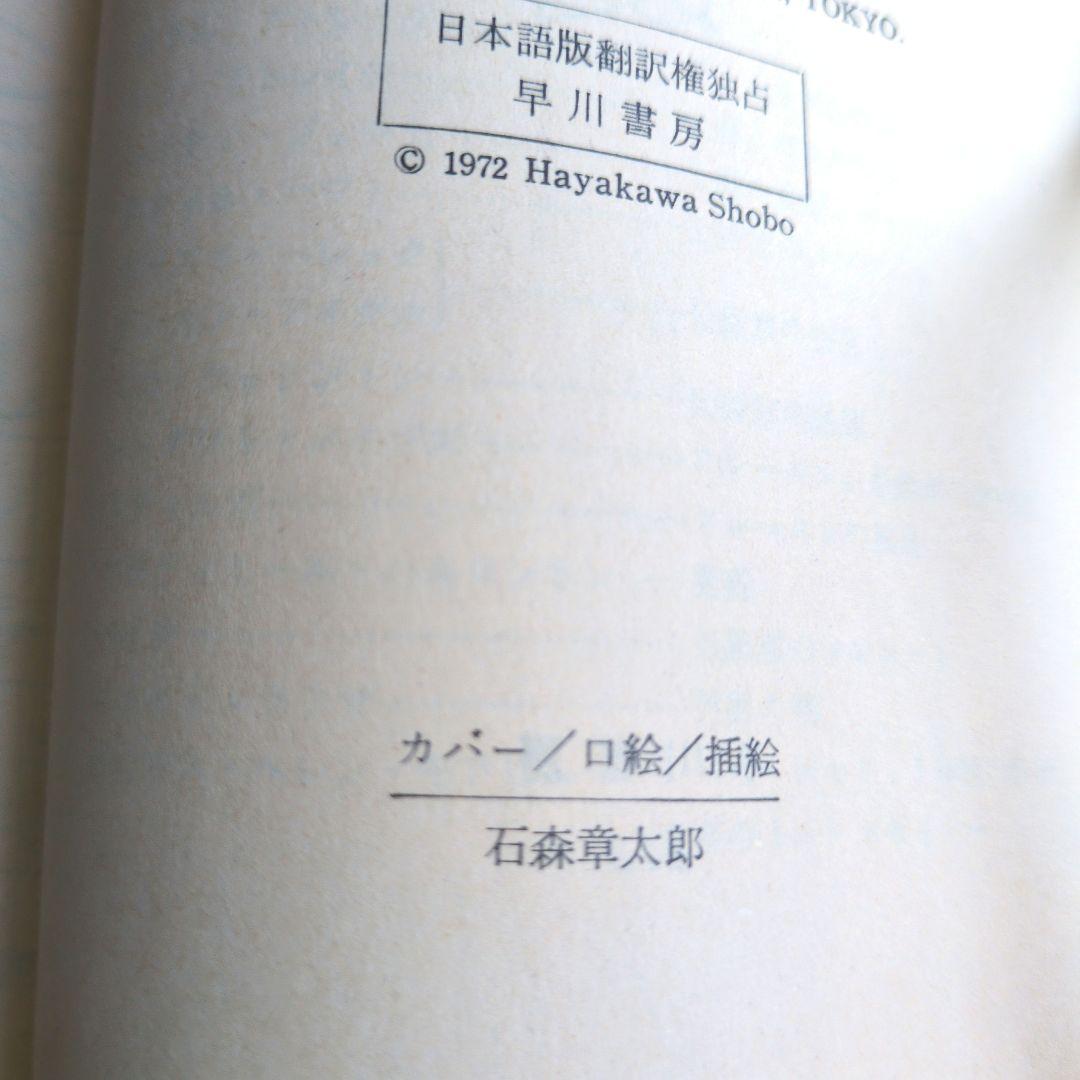 TOKYO.
日本語版翻訳権独占
早川書房
© 1972 Hayakawa Shobo
カバー／口絵／挿絵
石森章太郎